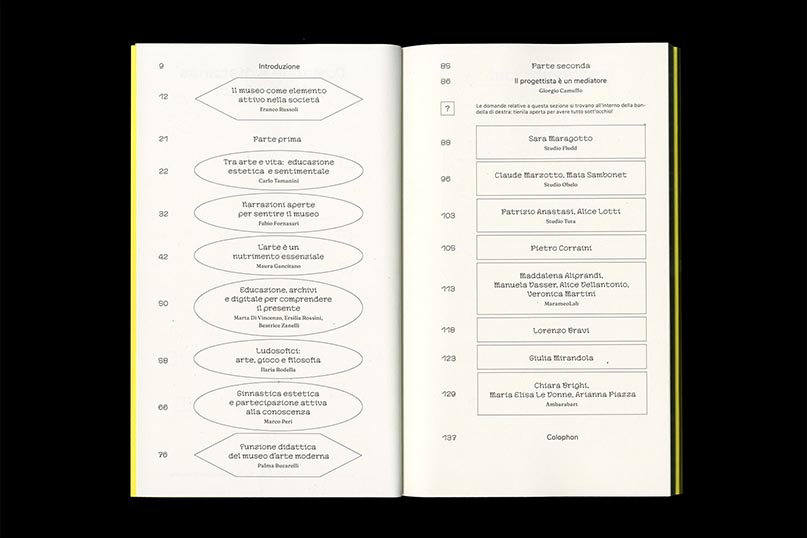 9 Introduzione
12 Il museo come elemento
attivo nella società
Franco Russoli
21 Parte prima
22 Tra arte e vita: educazione
estetica e sentimentale
Carlo Tamanini
32 Narrazioni aperte
per sentire il museo
Fabio Fornasari
42 L'arte è un
nutrimento essenziale
Maura Gancitano
50 Educazione, archivi
e digitale per comprendere
il presente
Maria Di Vincenzo, Ersilia Rossini,
Beatrice Zanelli
58 Ludosofici:
arte, gioco e filosofia
Ilaria Rodella
66 Ginnastica estetica
e partecipazione attiva
alla conoscenza
Marco Peri
76 Funzione didattica
del museo d'arte moderna
Palma Bucarelli
85 Parte seconda
86 Il progettista è un mediatore
Giorgio Camuffo
? Le domande relative a questa sezione si trovano all'interno della ban-
della di destra: tienila aperta per avere tutto sott'occhio!
88 Sara Maragotto
Studio Fludd
96 Claude Marzotto, Maia Sambonet
Studio Obelo
103 Patrizio Anastasi, Alice Lotti
Studio Tuta
105 Pietro Corraini
113 Maddalena Aliprandi,
Manuela Vasser, Alice Dellantonio,
Veronica Martini
MarameoLab
118 Lorenzo Bravi
123 Giulia Mirandola
129 Chiara Brighi,
Maria Elisa Le Donne, Arianna Piazza
Ambarabart
137 Colophon